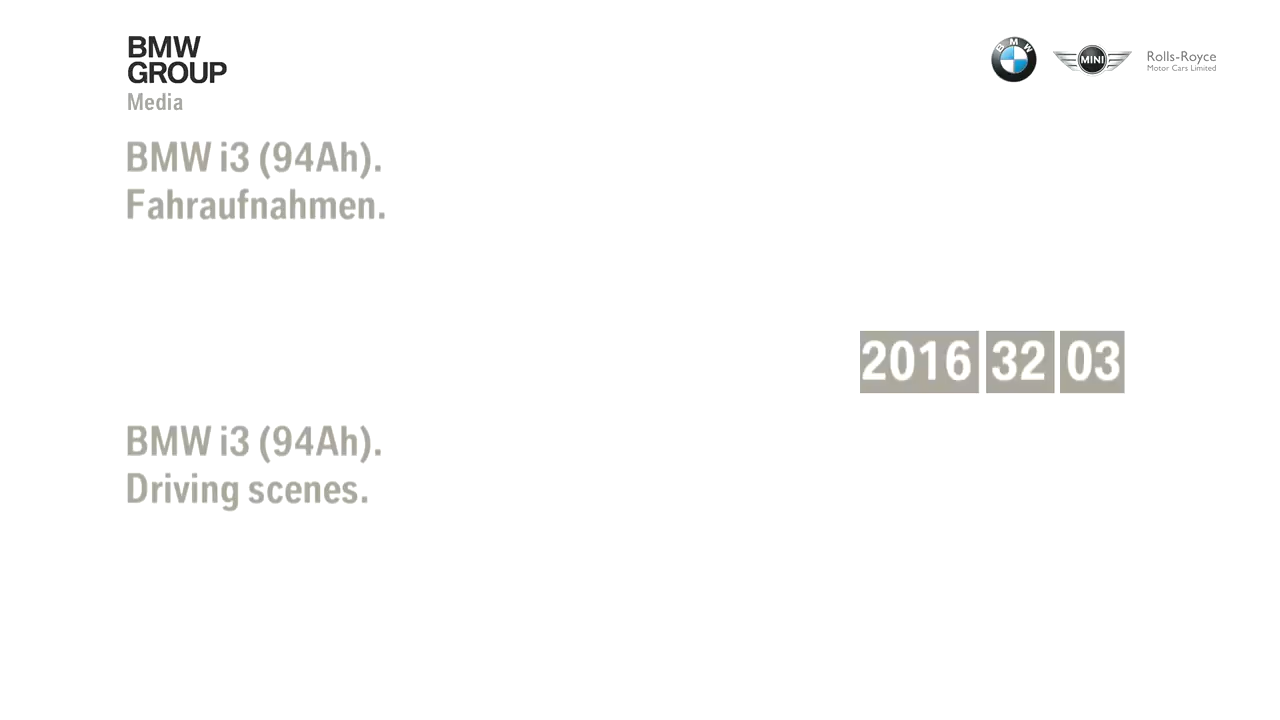 BMW
GROUP
Media
BMW
MINI
Rolls-Royce
Motor Cars Limited
BMW i3 (94Ah).
Fahraufnahmen.
2016 32 03
BMW i3 (94Ah).
Driving scenes.